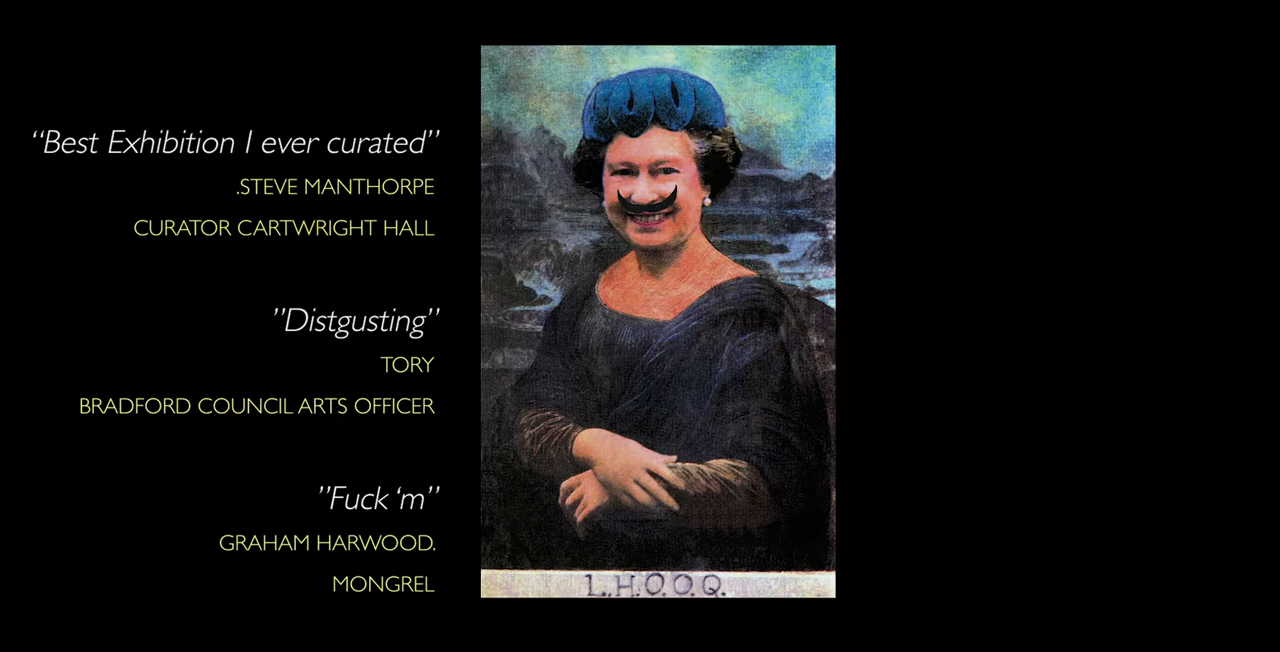 “Best Exhibition I ever curated”
.STEVE MANTHORPE
CURATOR CARTWRIGHT HALL
”Distgusting”
TORY
BRADFORD COUNCIL ARTS OFFICER
”Fuck ‘m”
GRAHAM HARWOOD.
MONGREL
L.H.O.O.Q.